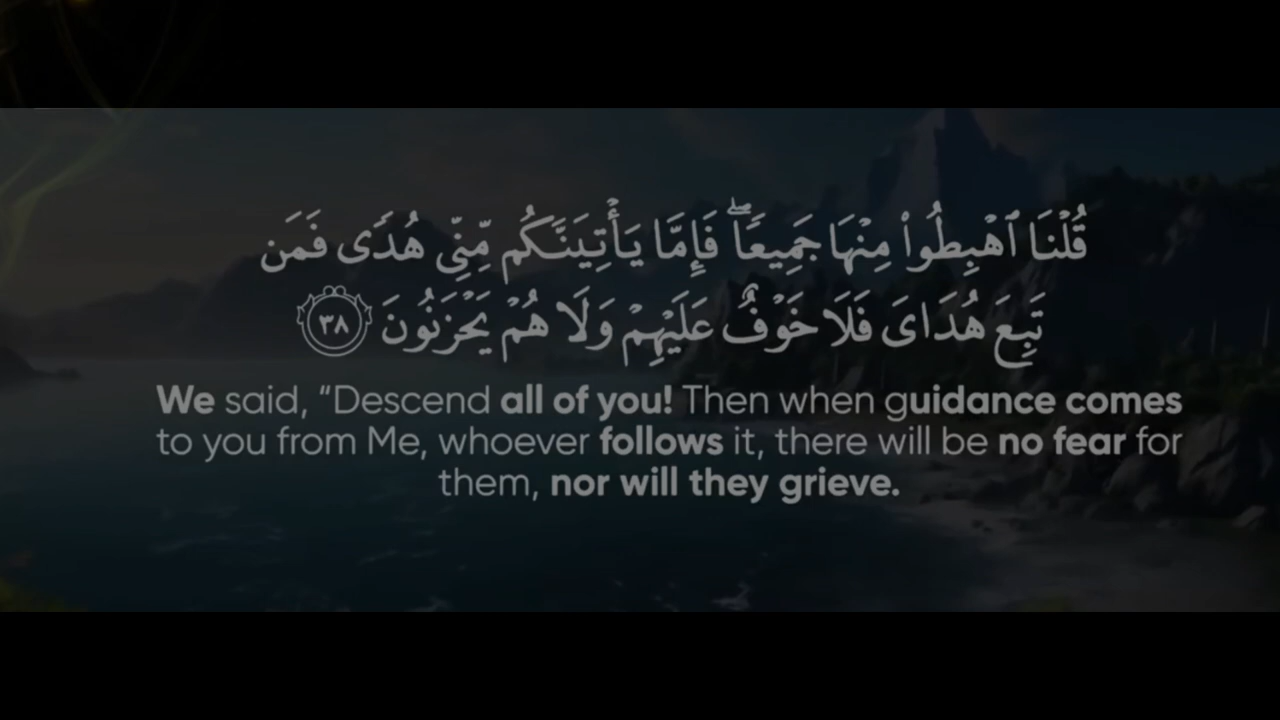 قُلْنَا ٱهْبِطُوا۟ مِنْهَا جَمِيعًا ۖ فَإِمَّا يَأْتِيَنَّكُم مِّنِّى هُدًى فَمَن
تَبِعَ هُدَاىَ فَلَا خَوْفٌ عَلَيْهِمْ وَلَا هُمْ يَحْزَنُونَ ٣٨
We said, “Descend all of you! Then when guidance comes
to you from Me, whoever follows it, there will be no fear for
them, nor will they grieve.